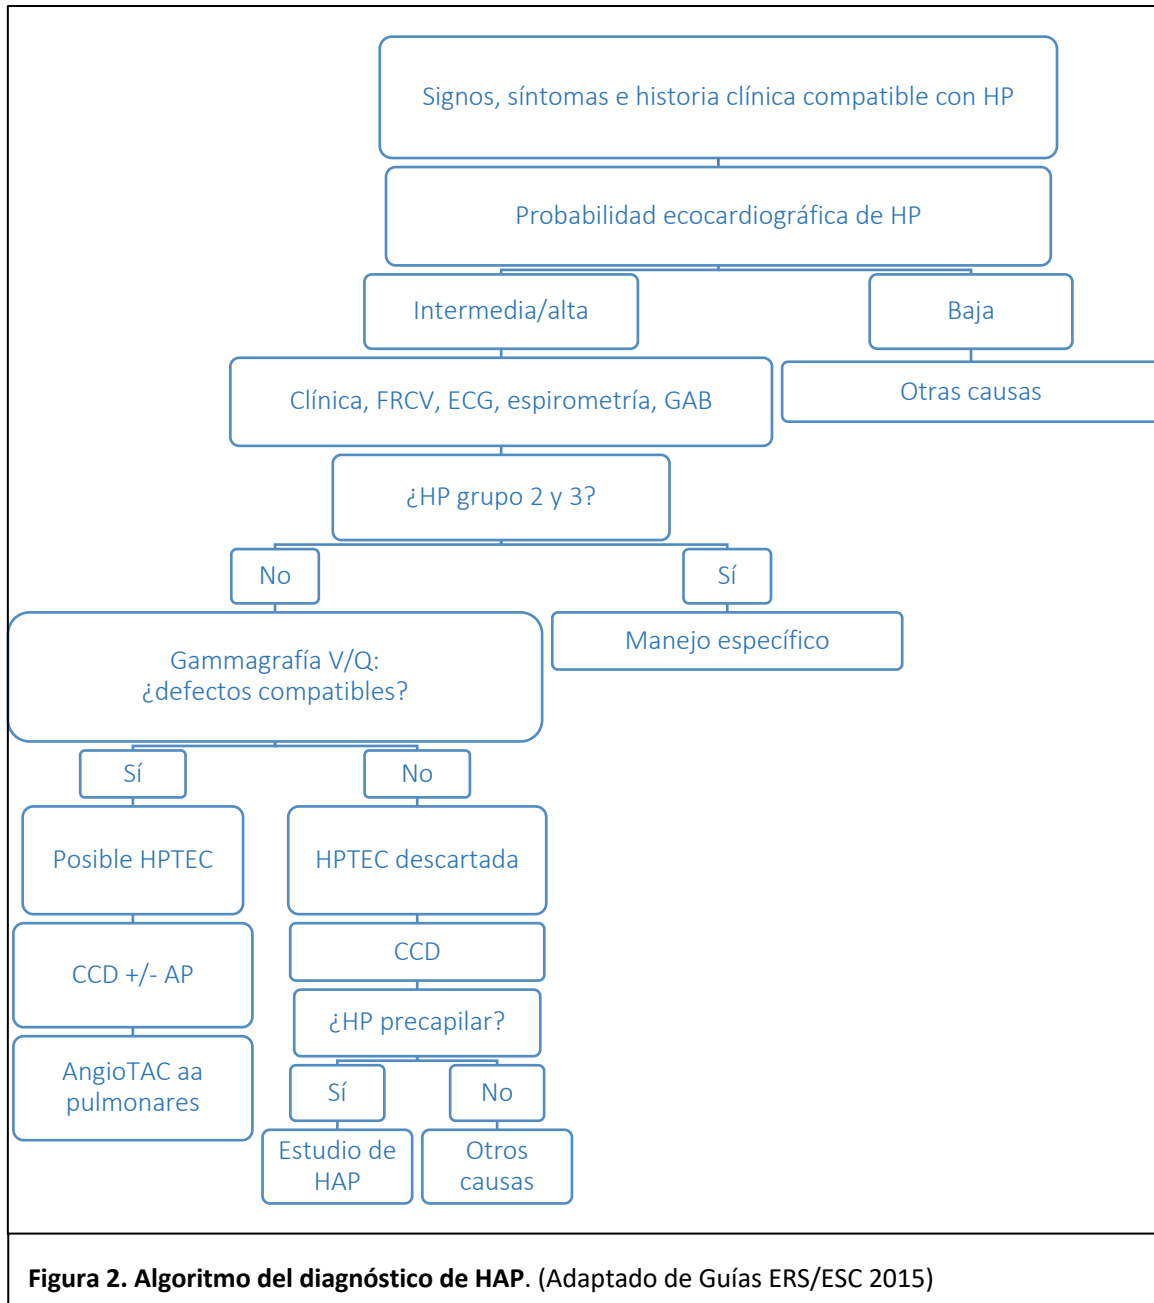 Signos, síntomas e historia clínica compatible con HP
Probabilidad ecocardiográfica de HP
Intermedia/alta
Baja
Clínica, FRCV, ECG, espirometría, GAB
Otras causas
¿HP grupo 2 y 3?
No
Sí
Gammagrafía V/Q:
¿defectos compatibles?
Manejo específico
Sí
No
Posible HPTEC
HPTEC descartada
CCD +/- AP
CCD
¿HP precapilar?
AngioTAC aa
pulmonares
Sí
No
Estudio de
HAP
Otros
causas
Figura 2. Algoritmo del diagnóstico de HAP. (Adaptado de Guías ERS/ESC 2015)